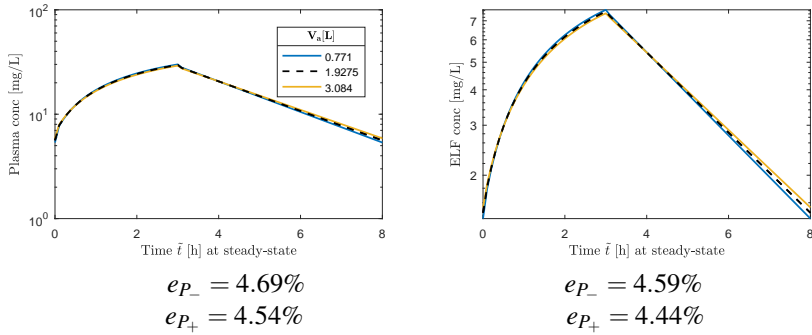 Plasma conc [mg/L]
10²
10¹
10⁰
Vₐ[L]
0.771
1.9275
3.084
0 2 4 6 8
Time t̃ [h] at steady-state
ELF conc [mg/L]
7
6
5
4
3
2
0 2 4 6 8
Time t̃ [h] at steady-state
e_{P₋} = 4.69%
e_{P₊} = 4.54%
e_{P₋} = 4.59%
e_{P₊} = 4.44%